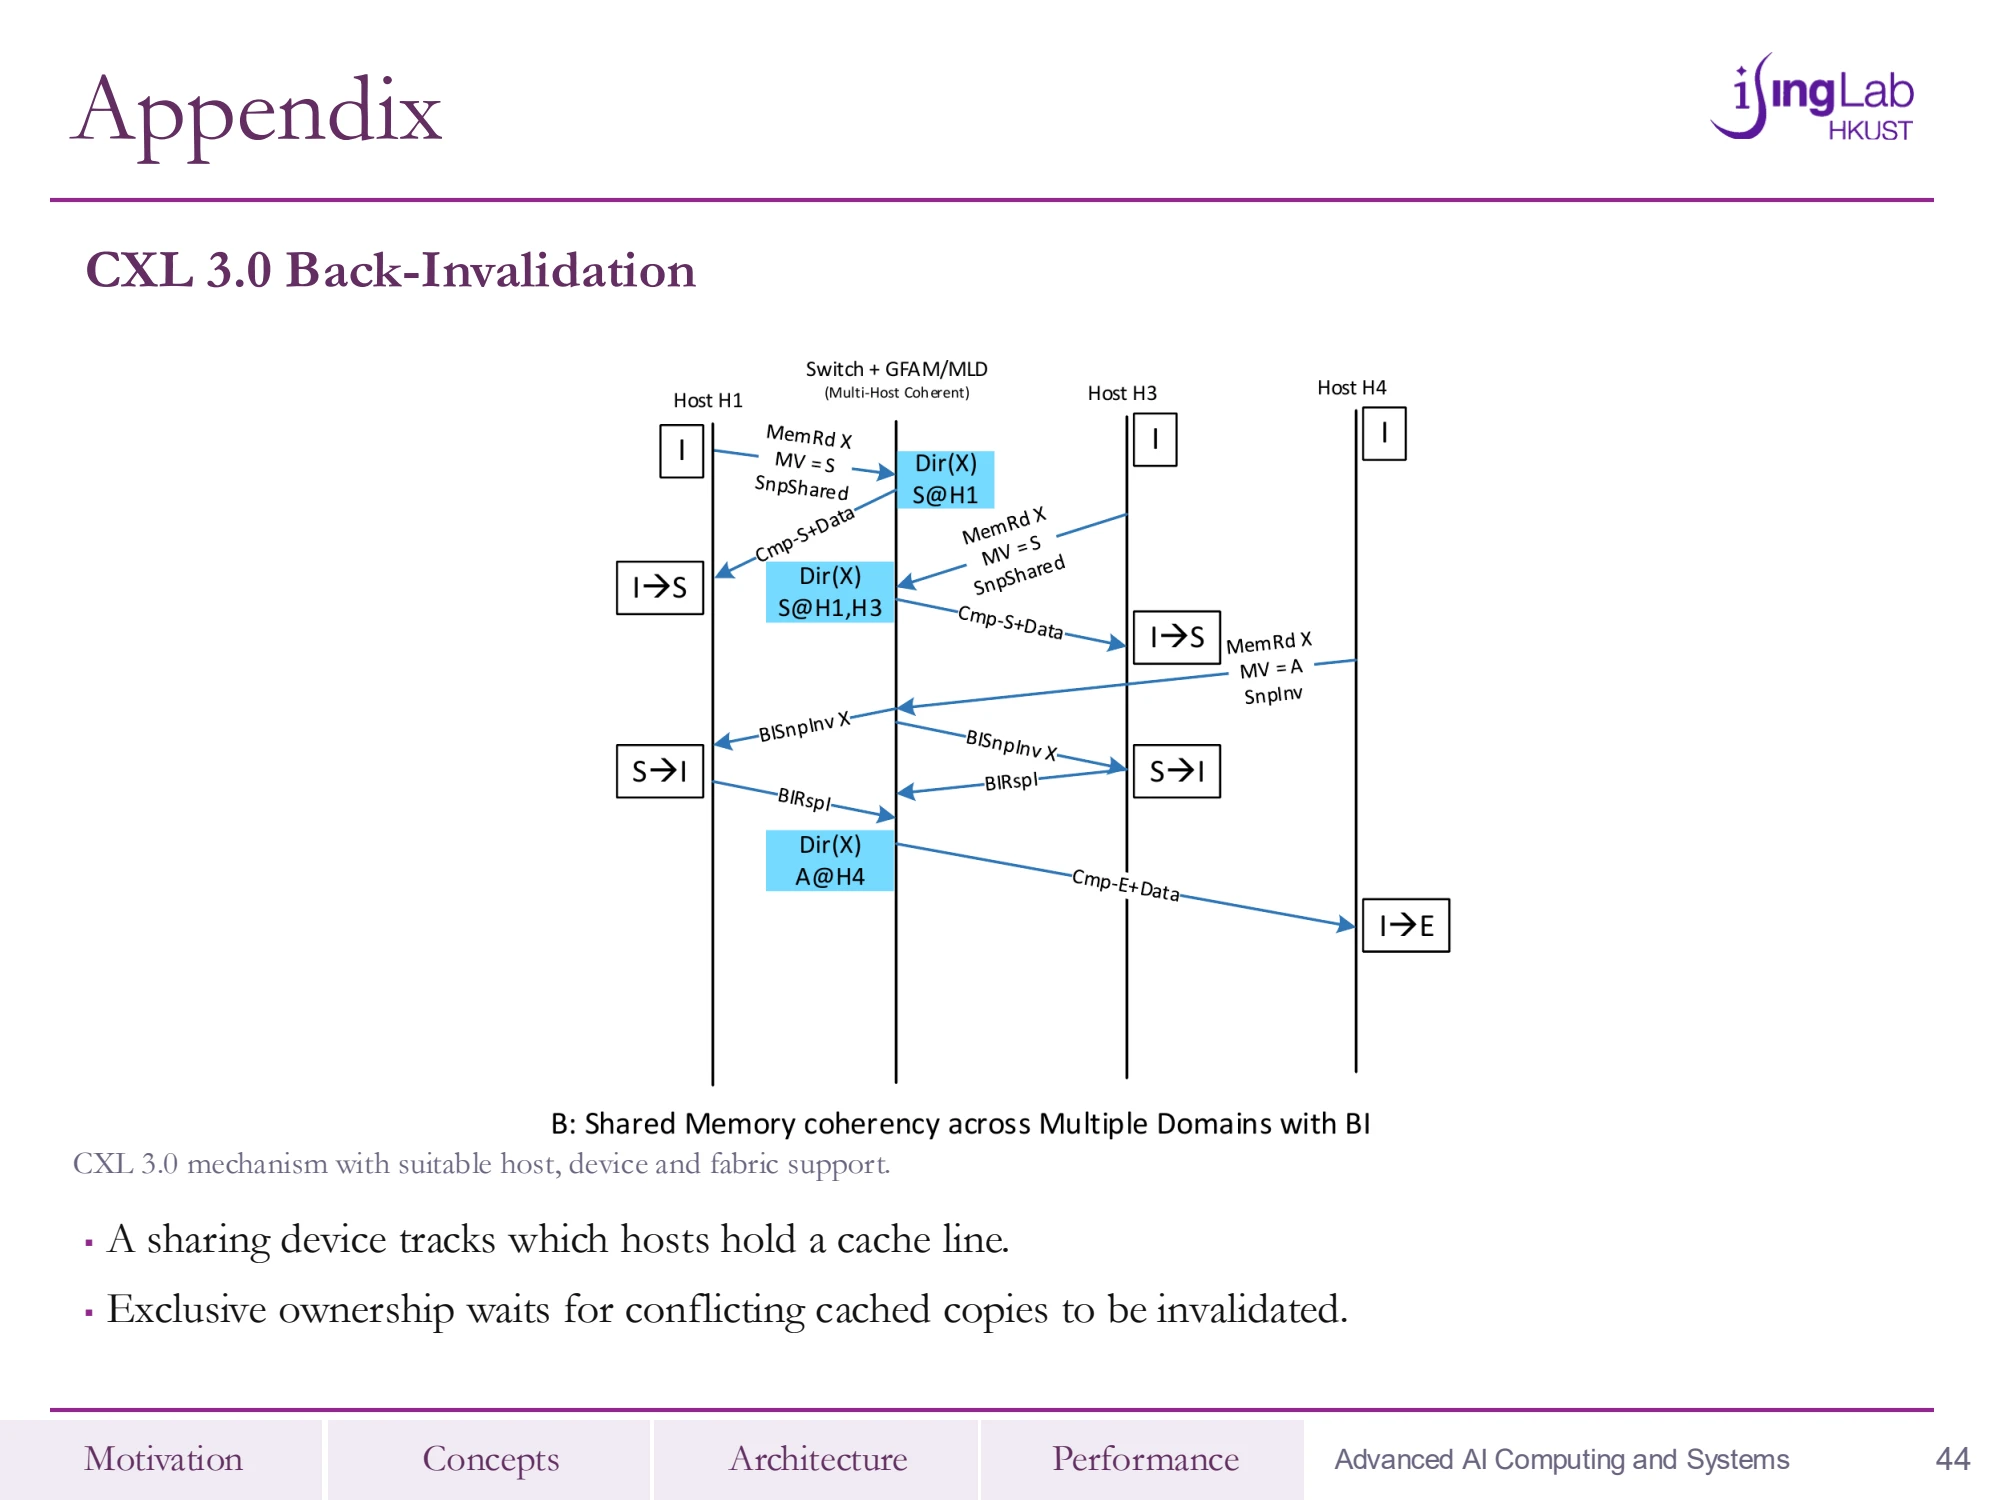 Appendix
iSingLab
HKUST
CXL 3.0 Back-Invalidation
Switch + GFAM/MLD
(Multi-Host Coherent)
Host H1
Host H3
Host H4
I
I
I
MemRd X
MV = S
SnpShared
Dir(X)
S@H1
Cmp-S+Data
MemRd X
MV = S
SnpShared
I→S
Dir(X)
S@H1,H3
Cmp-S+Data
I→S
MemRd X
MV = A
SnpInv
BISnpInv X
BISnpInv X
S→I
S→I
BIRspI
BIRspI
Dir(X)
A@H4
Cmp-E+Data
I→E
B: Shared Memory coherency across Multiple Domains with BI
CXL 3.0 mechanism with suitable host, device and fabric support.
▪ A sharing device tracks which hosts hold a cache line.
▪ Exclusive ownership waits for conflicting cached copies to be invalidated.
Motivation
Concepts
Architecture
Performance
Advanced AI Computing and Systems
44